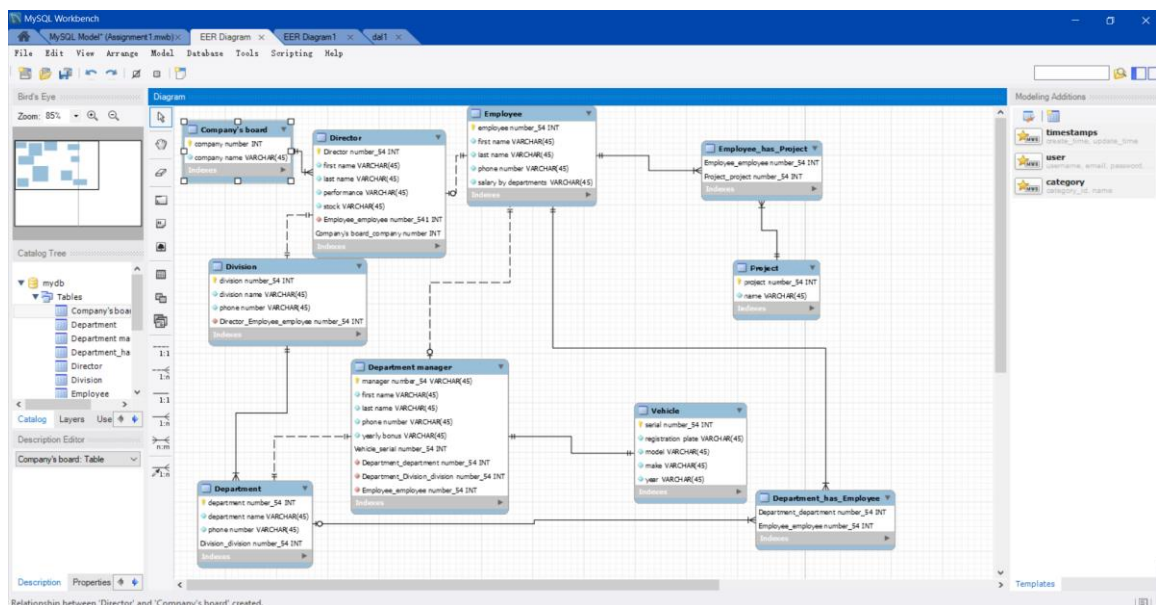 MySQL Workbench
MySQL Model* (Assignment1.mwb) ×
EER Diagram ×
EER Diagram1 ×
dal1 ×
File Edit View Arrange Model Database Tools Scripting Help
Bird's Eye
Zoom: 85%
Catalog Tree
mydb
Tables
Company's boa
Department
Department ma
Department_ha
Director
Division
Employee
Catalog Layers Use
Description Editor
Company's board: Table
Description Properties
Diagram
1:1
1:n
1:1
1:n
n:m
1:n
Company's board
company number INT
company name VARCHAR(45)
Indexes
Director
Director number_54 INT
first name VARCHAR(45)
last name VARCHAR(45)
performance VARCHAR(45)
stock VARCHAR(45)
Employee_employee number_541 INT
Company's board_company number INT
Indexes
Employee
employee number_54 INT
first name VARCHAR(45)
last name VARCHAR(45)
phone number VARCHAR(45)
salary by departments VARCHAR(45)
Indexes
Employee_has_Project
Employee_employee number_54 INT
Project_project number_54 INT
Indexes
Division
division number_54 INT
division name VARCHAR(45)
phone number VARCHAR(45)
Director_Employee_employee number_54 INT
Indexes
Project
project number_54 INT
name VARCHAR(45)
Indexes
Department manager
manager number_54 VARCHAR(45)
first name VARCHAR(45)
last name VARCHAR(45)
phone number VARCHAR(45)
yearly bonus VARCHAR(45)
Vehicle_serial number_54 INT
Department_department number_54 INT
Department_Division_division number_54 INT
Employee_employee number_54 INT
Indexes
Vehicle
serial number_54 INT
registration plate VARCHAR(45)
model VARCHAR(45)
make VARCHAR(45)
year VARCHAR(45)
Indexes
Department
department number_54 INT
department name VARCHAR(45)
phone number VARCHAR(45)
Division_division number_54 INT
Indexes
Department_has_Employee
Department_department number_54 INT
Employee_employee number_54 INT
Indexes
Modeling Additions
timestamps
create_time, update_time
user
username, email, password,...
category
category_id, name
Templates
Relationship between 'Director' and 'Company's board' created.